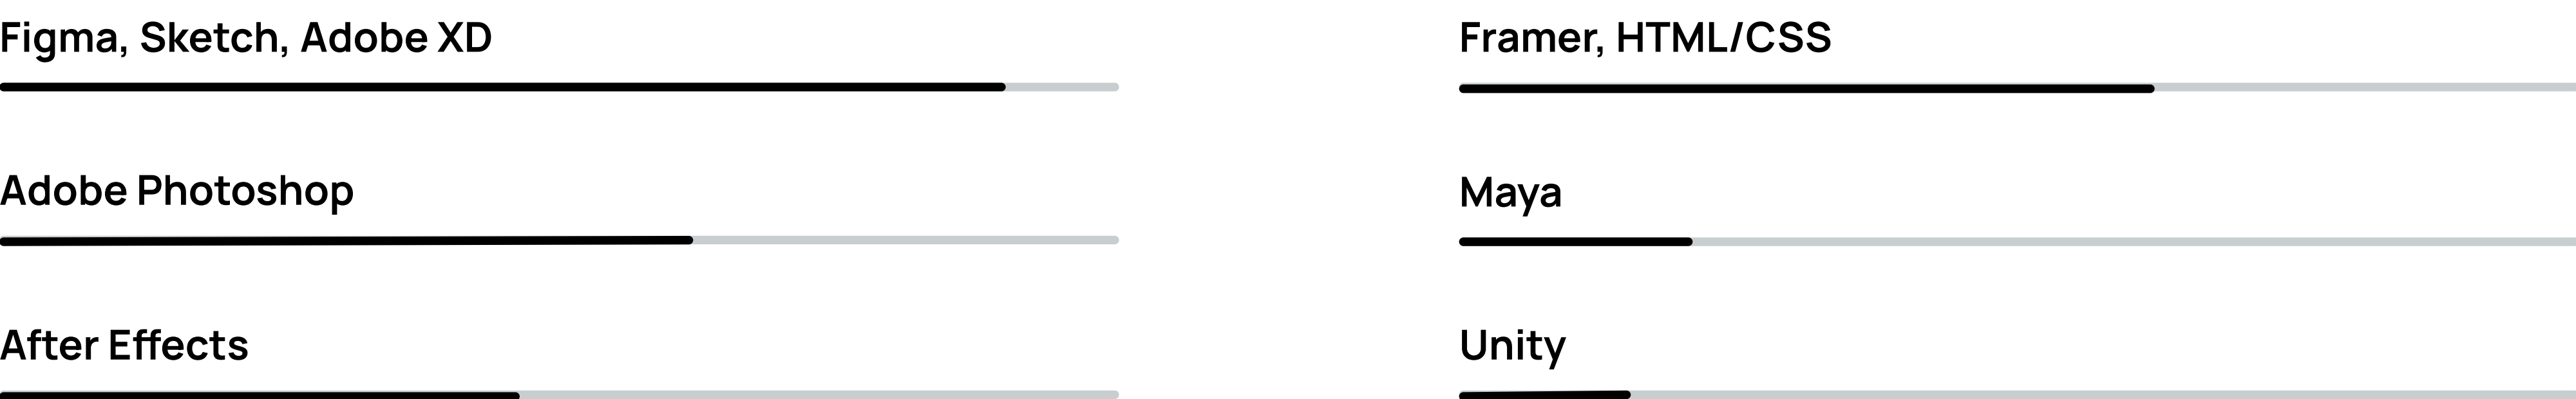 Figma, Sketch, Adobe XD
Framer, HTML/CSS
Adobe Photoshop
Maya
After Effects
Unity